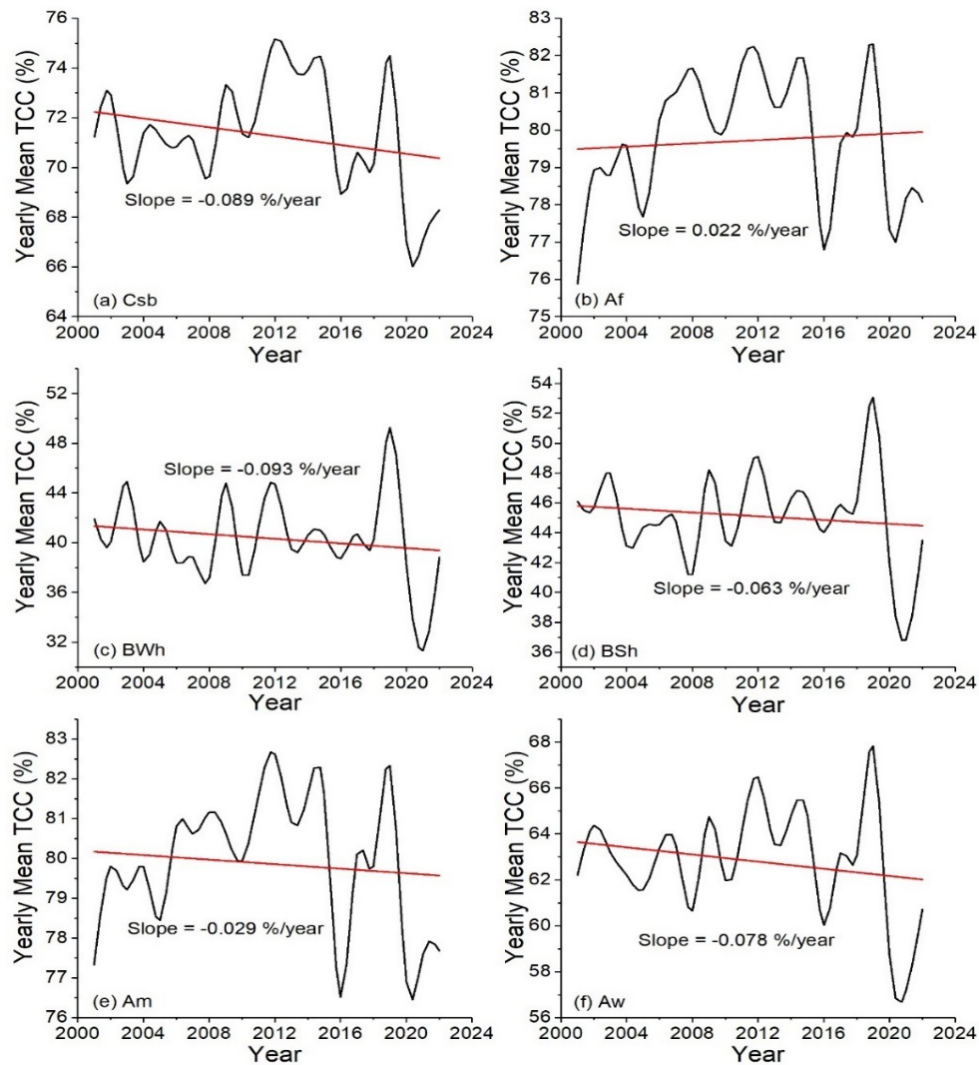 Yearly Mean TCC (%)
76
74
72
70
68
66
64
Slope = -0.089 %/year
(a) Csb
2000 2004 2008 2012 2016 2020 2024
Year
Yearly Mean TCC (%)
83
82
81
80
79
78
77
76
75
Slope = 0.022 %/year
(b) Af
2000 2004 2008 2012 2016 2020 2024
Year
Yearly Mean TCC (%)
52
48
44
40
36
32
Slope = -0.093 %/year
(c) BWh
2000 2004 2008 2012 2016 2020 2024
Year
Yearly Mean TCC (%)
54
52
50
48
46
44
42
40
38
36
Slope = -0.063 %/year
(d) BSh
2000 2004 2008 2012 2016 2020 2024
Year
Yearly Mean TCC (%)
83
82
81
80
79
78
77
76
Slope = -0.029 %/year
(e) Am
2000 2004 2008 2012 2016 2020 2024
Year
Yearly Mean TCC (%)
68
66
64
62
60
58
56
Slope = -0.078 %/year
(f) Aw
2000 2004 2008 2012 2016 2020 2024
Year